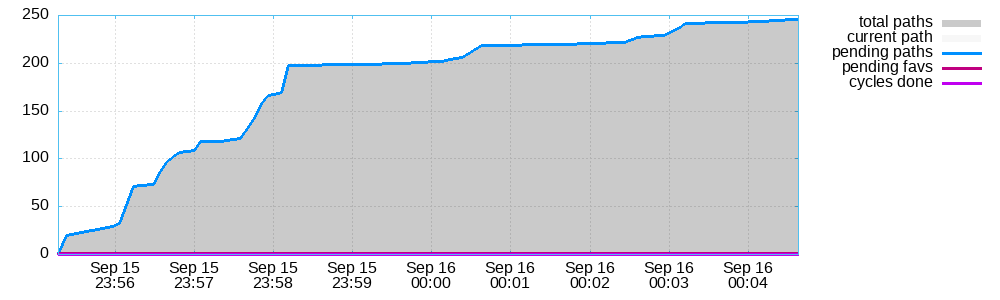 250
200
150
100
50
0
Sep 15 23:56
Sep 15 23:57
Sep 15 23:58
Sep 15 23:59
Sep 16 00:00
Sep 16 00:01
Sep 16 00:02
Sep 16 00:03
Sep 16 00:04
total paths
current path
pending paths
pending favs
cycles done